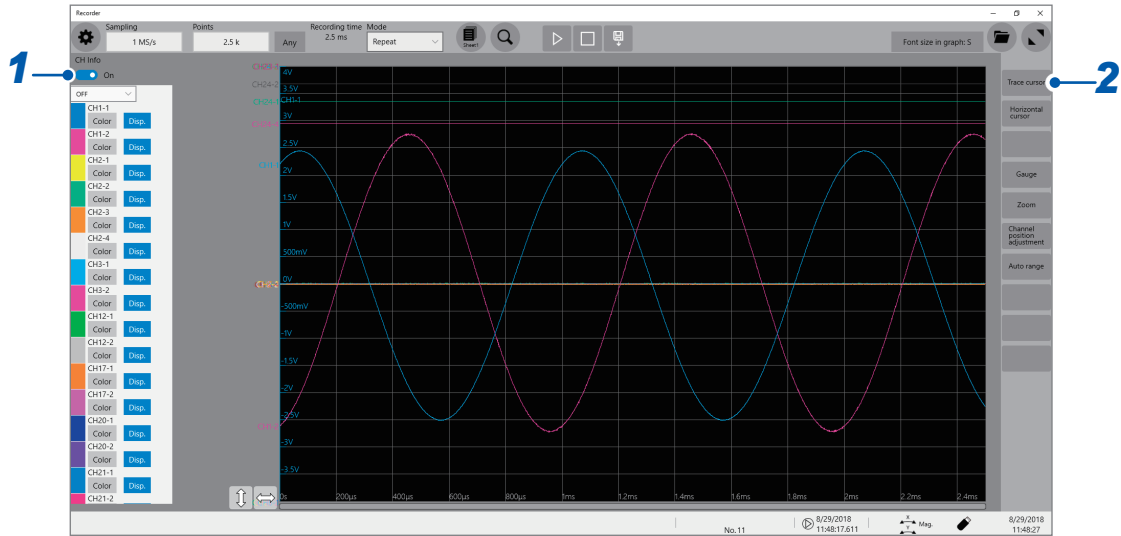 Recorder
Sampling
Points
Recording time
Mode
1 MS/s
2.5 k
Any
2.5 ms
Repeat
Sheet1
Font size in graph: S
1
CH Info
On
OFF
CH1-1
Color Disp.
CH1-2
Color Disp.
CH2-1
Color Disp.
CH2-2
Color Disp.
CH2-3
Color Disp.
CH2-4
Color Disp.
CH3-1
Color Disp.
CH3-2
Color Disp.
CH12-1
Color Disp.
CH12-2
Color Disp.
CH17-1
Color Disp.
CH17-2
Color Disp.
CH20-1
Color Disp.
CH20-2
Color Disp.
CH21-1
Color Disp.
CH21-2
CH24-2
CH24-1
CH1-1
4V
3.5V
CH1-1
3V
2.5V
2V
1.5V
1V
500mV
0V
-500mV
-1V
-1.5V
-2V
-2.5V
-3V
-3.5V
0s 200µs 400µs 600µs 800µs 1ms 1.2ms 1.4ms 1.6ms 1.8ms 2ms 2.2ms 2.4ms
2
Trace cursor
Horizontal
cursor
Gauge
Zoom
Channel
position
adjustment
Auto range
No.11
8/29/2018
11:48:17.611
X
Y
Mag.
8/29/2018
11:48:27